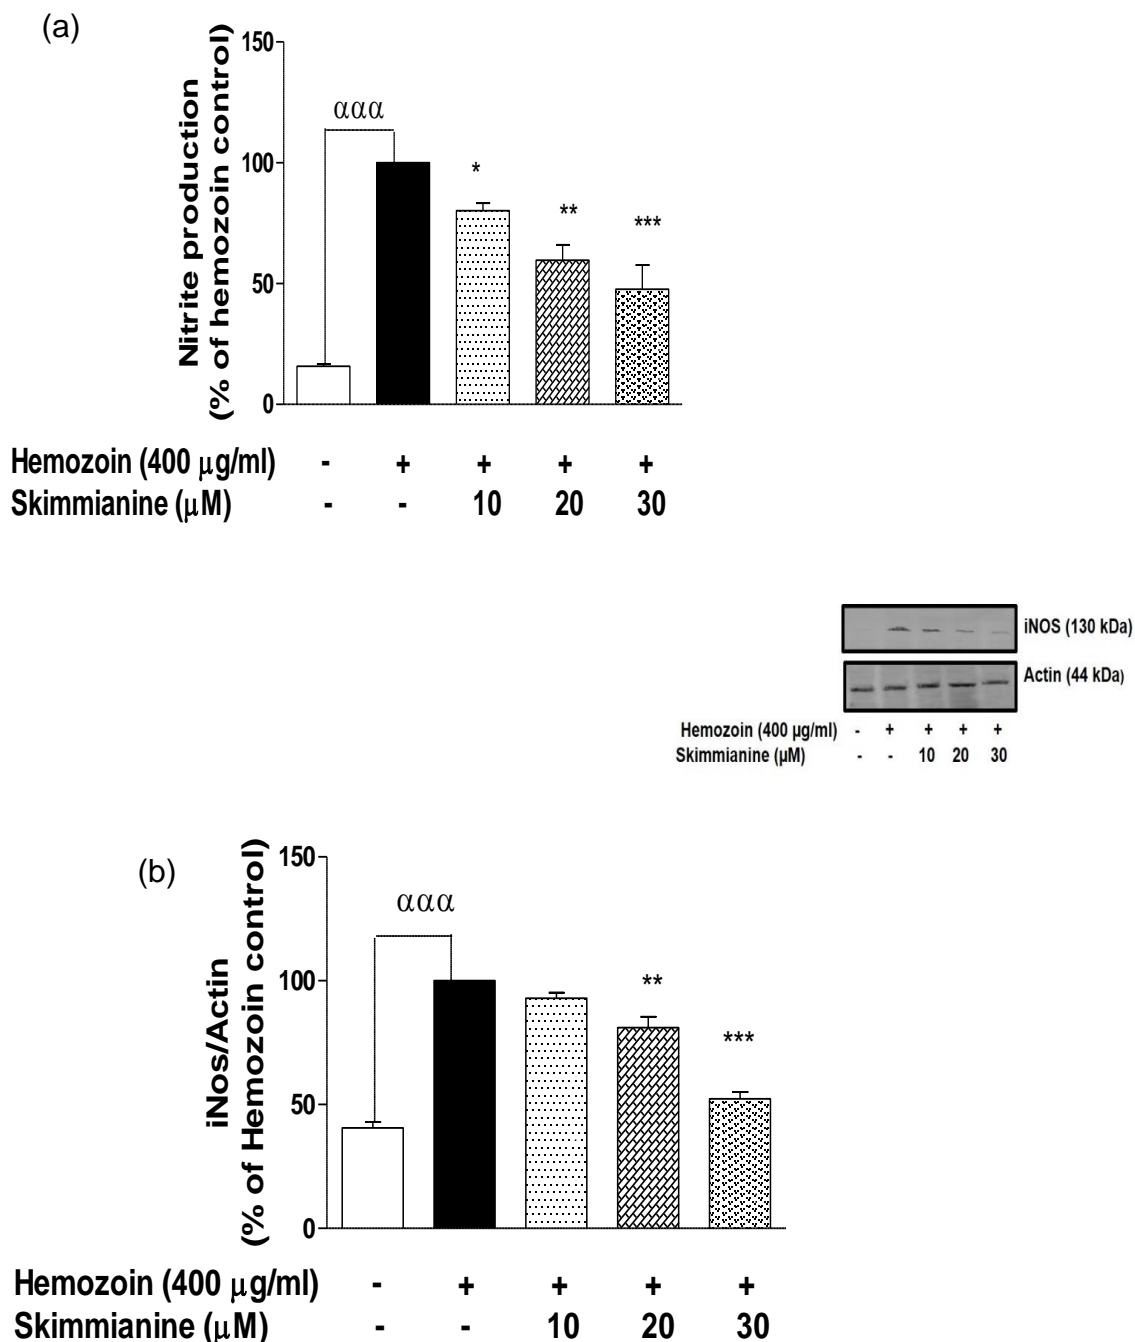 (a)
Nitrite production
(% of hemozoin control)
150
100
50
0
ααα
*
**
***
Hemozoin (400 μg/ml) - + + + +
Skimmianine (μM) - - 10 20 30
iNOS (130 kDa)
Actin (44 kDa)
Hemozoin (400 μg/ml) - + + + +
Skimmianine (μM) - - 10 20 30
(b)
iNos/Actin
(% of Hemozoin control)
150
100
50
0
ααα
**
***
Hemozoin (400 μg/ml) - + + + +
Skimmianine (μM) - - 10 20 30